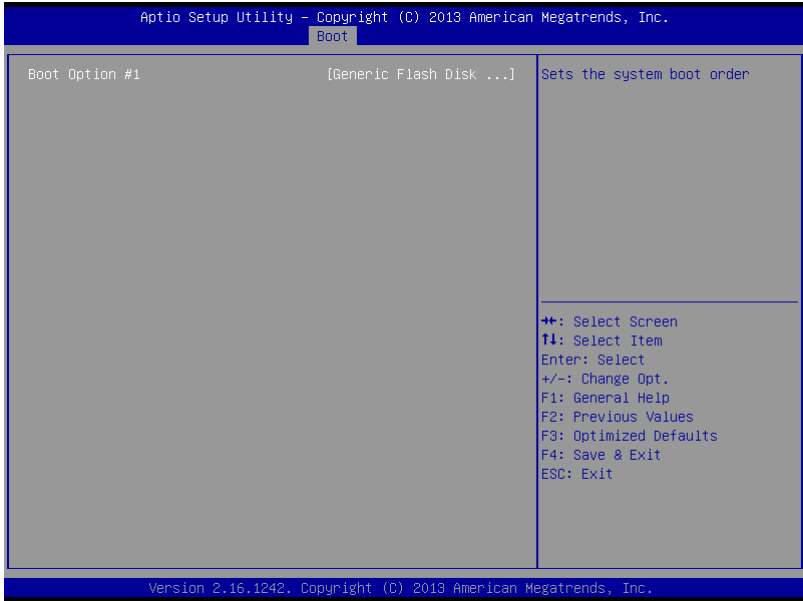 Aptio Setup Utility – Copyright (C) 2013 American Megatrends, Inc.
Boot
Boot Option #1 [Generic Flash Disk ...]
Sets the system boot order
→←: Select Screen
↑↓: Select Item
Enter: Select
+/-: Change Opt.
F1: General Help
F2: Previous Values
F3: Optimized Defaults
F4: Save & Exit
ESC: Exit
Version 2.16.1242. Copyright (C) 2013 American Megatrends, Inc.